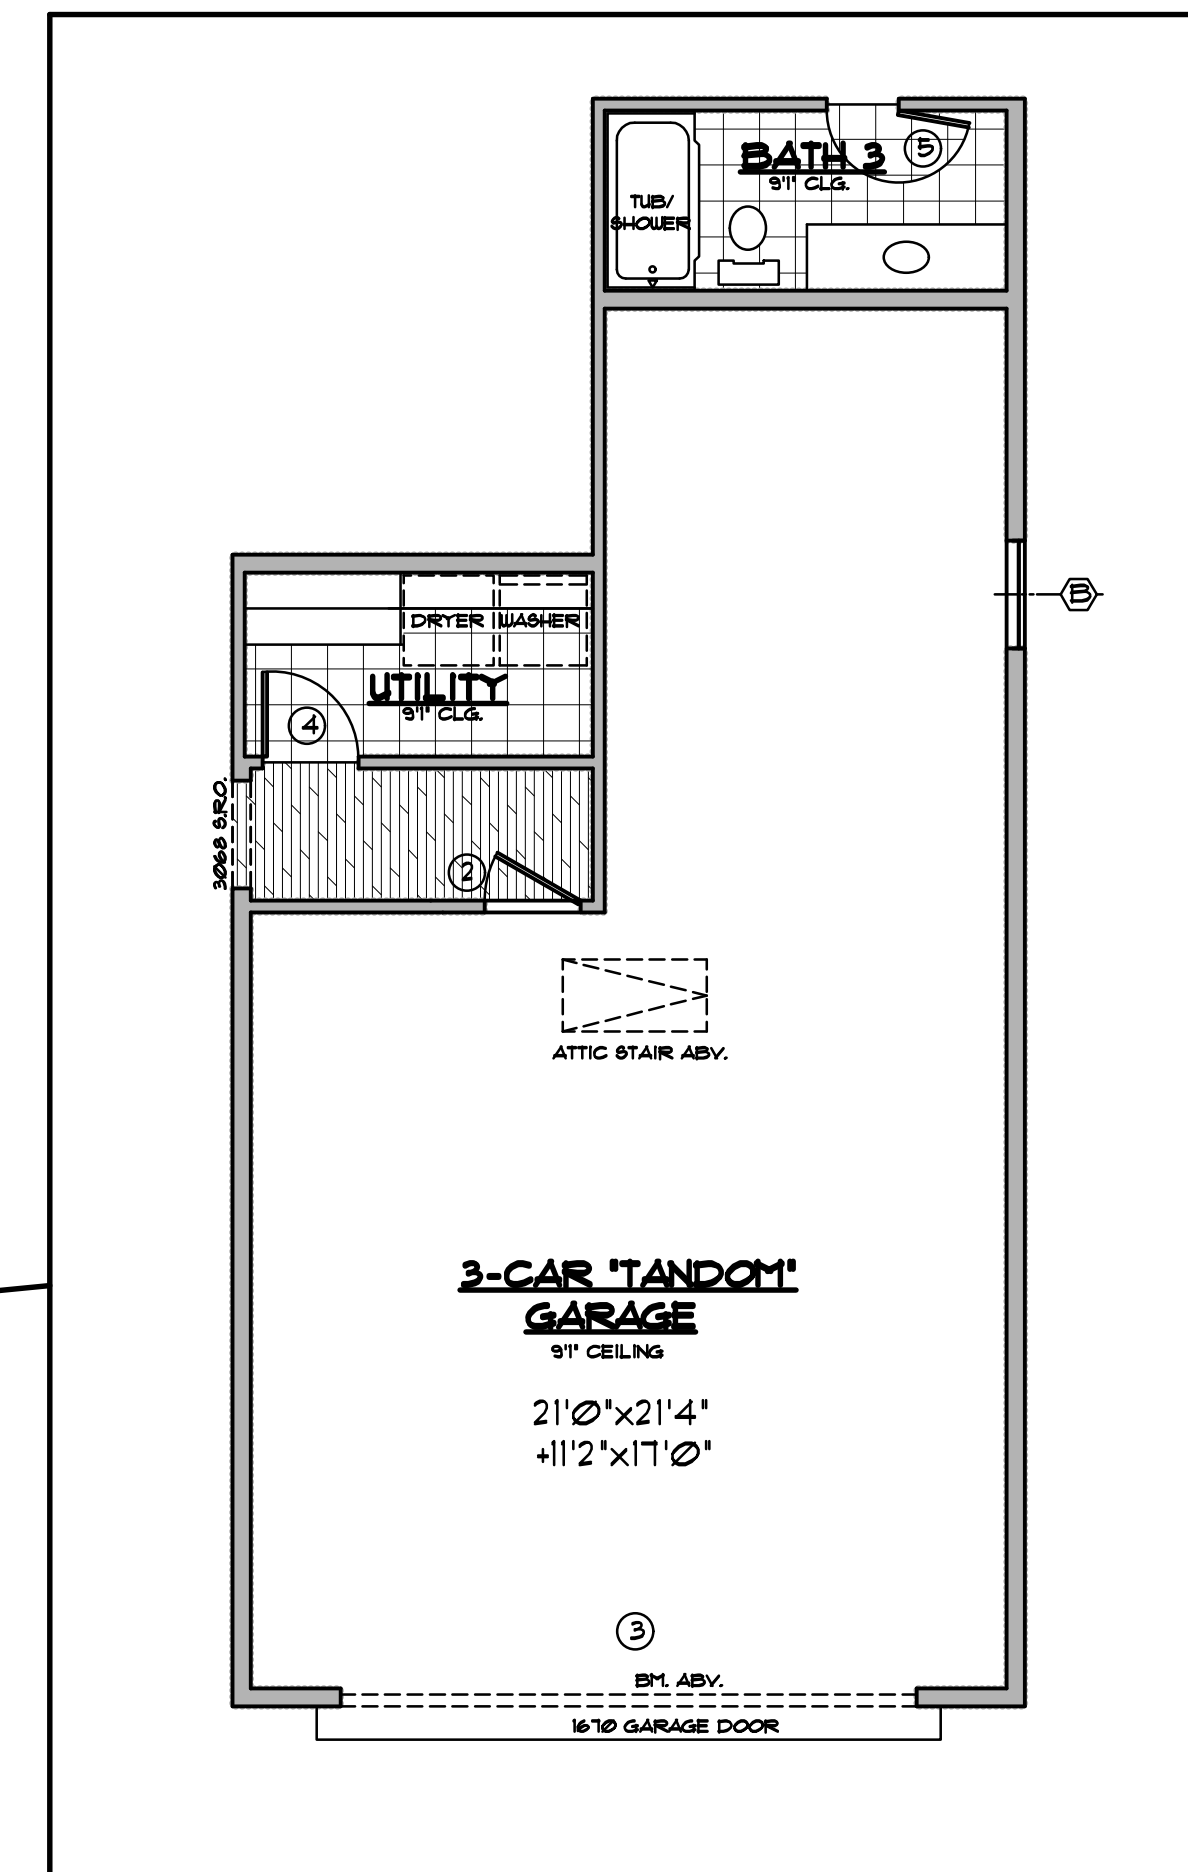 BATH 3
9'1" CLG.
5
TUB/
SHOWER
B
DRYER
WASHER
UTILITY
9'1" CLG.
4
3068 S.R.O.
2
ATTIC STAIR ABV.
3-CAR "TANDOM"
GARAGE
9'1" CEILING
21'0"x21'4"
+11'2"x17'0"
3
BM. ABV.
1670 GARAGE DOOR